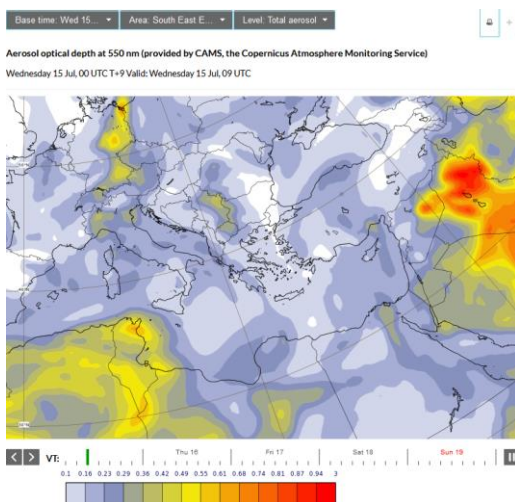 Base time: Wed 15... Area: South East E... Level: Total aerosol
Aerosol optical depth at 550 nm (provided by CAMS, the Copernicus Atmosphere Monitoring Service)
Wednesday 15 Jul, 00 UTC T+9 Valid: Wednesday 15 Jul, 09 UTC
VT: Thu 16 Fri 17 Sat 18 Sun 19
0.1 0.16 0.23 0.29 0.36 0.42 0.49 0.55 0.61 0.68 0.74 0.81 0.87 0.94 3